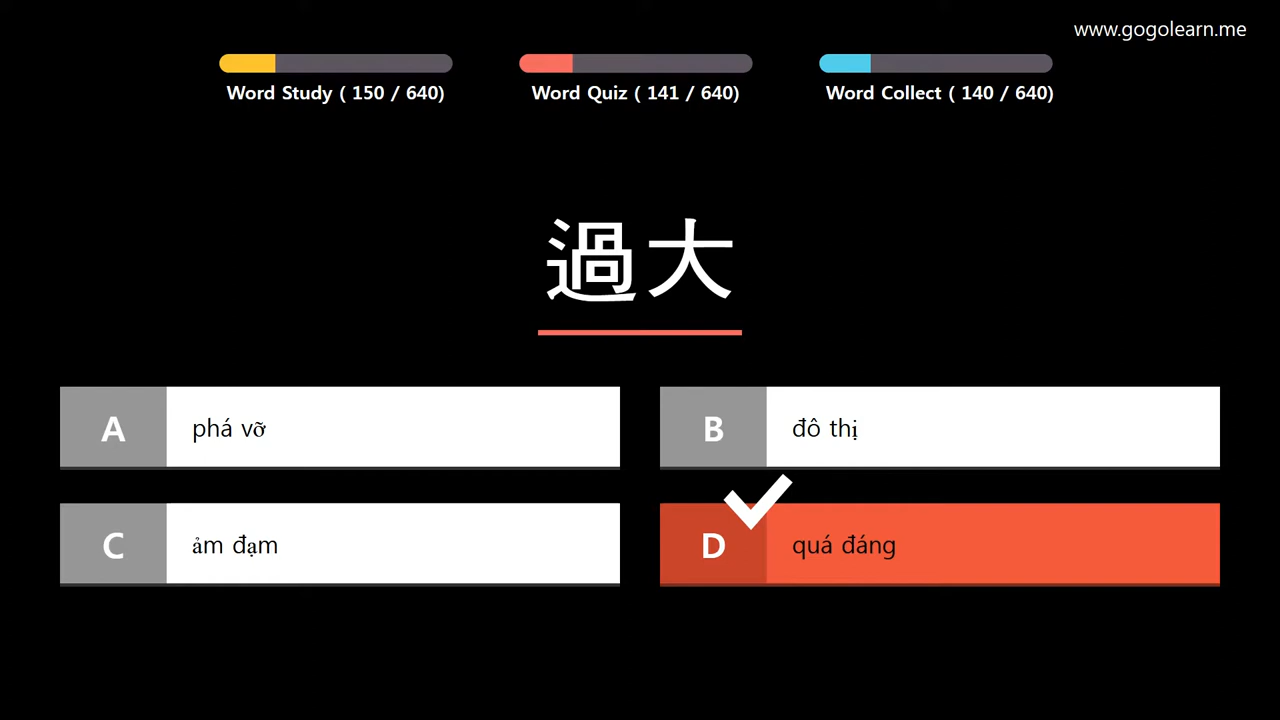 www.gogolearn.me
Word Study ( 150 / 640)
Word Quiz ( 141 / 640)
Word Collect ( 140 / 640)
過大
A phá vỡ
B đô thị
C ảm đạm
D quá đáng